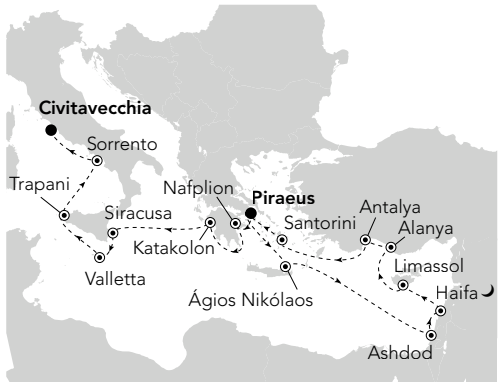 Civitavecchia
Sorrento
Trapani
Nafplion
Piraeus
Siracusa
Santorini
Antalya
Alanya
Katakolon
Limassol
Valletta
Ágios Nikólaos
Haifa
Ashdod